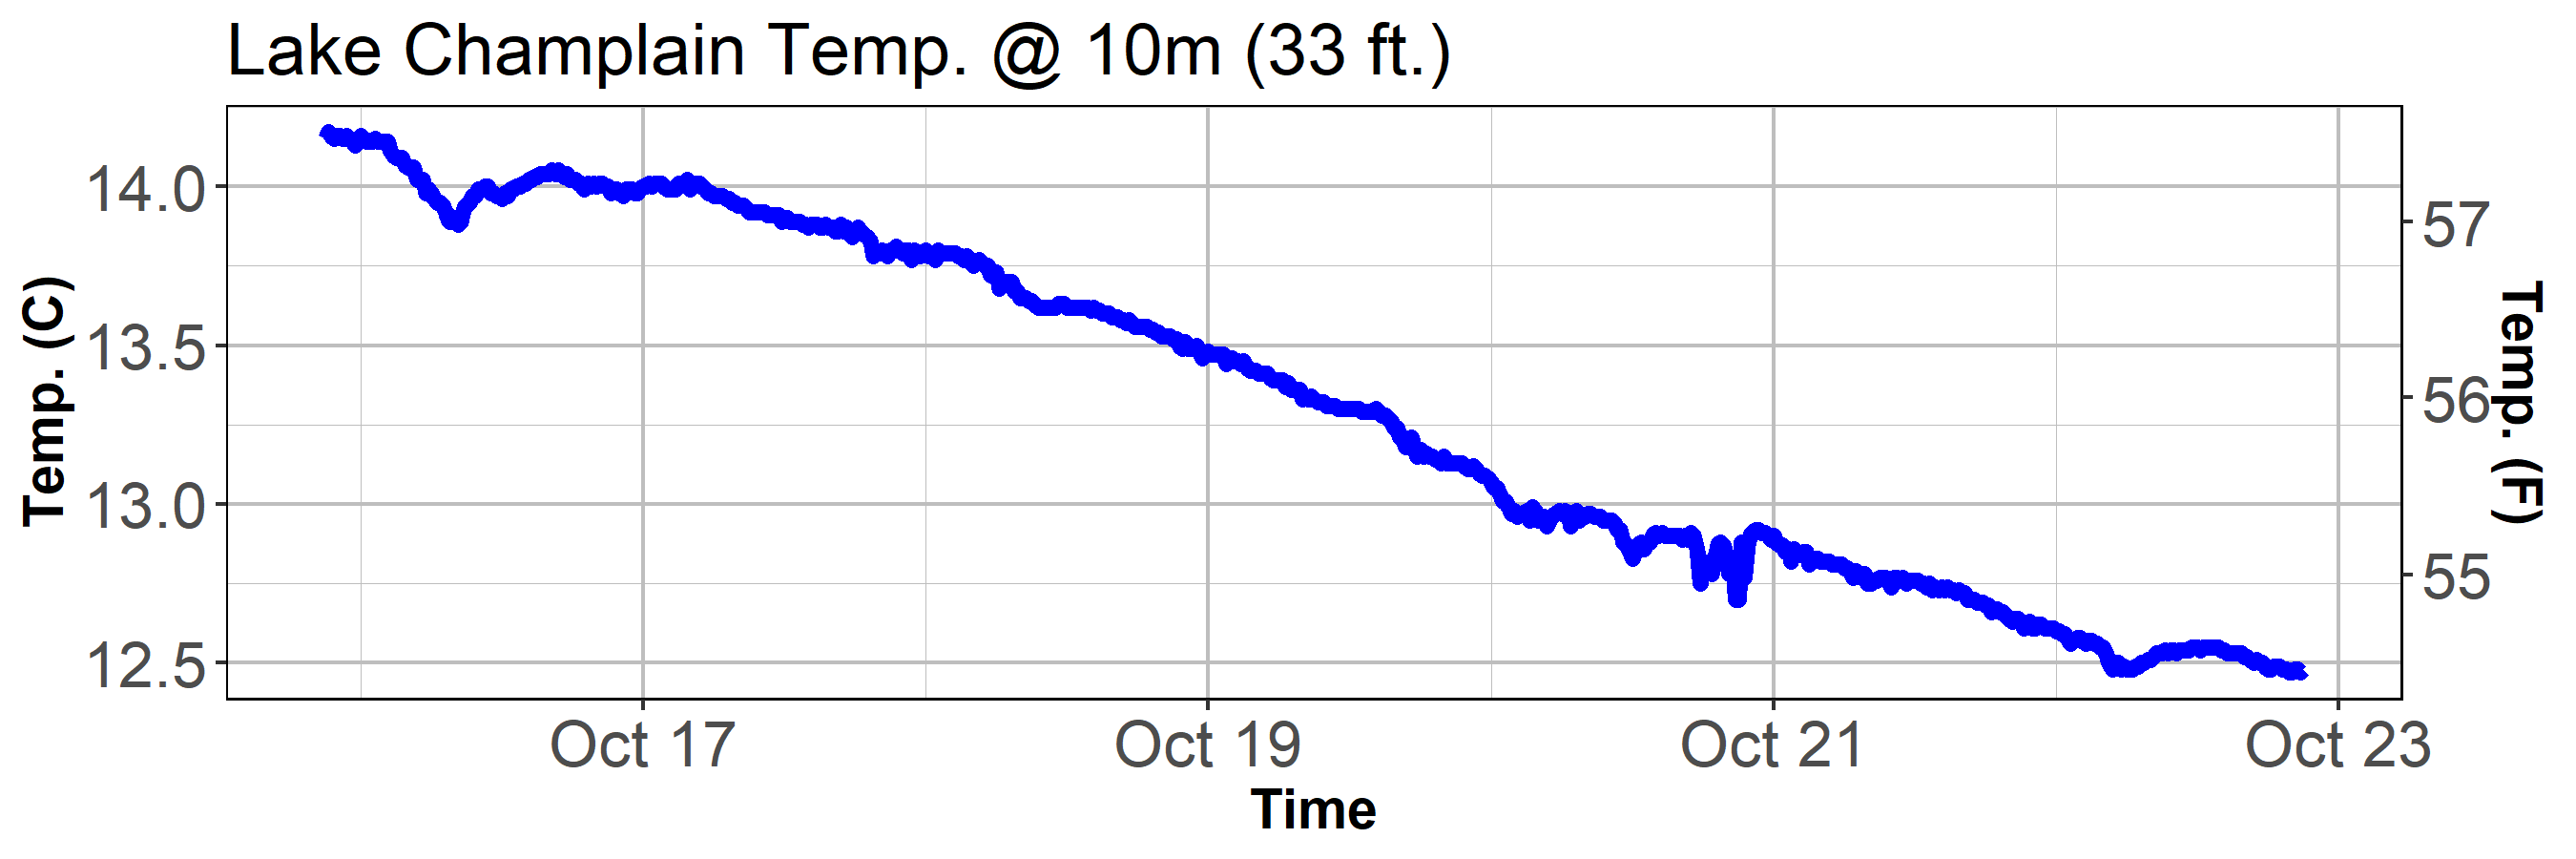 Lake Champlain Temp. @ 10m (33 ft.)
Temp. (C)
14.0
13.5
13.0
12.5
57
56
55
Temp. (F)
Oct 17 Oct 19 Oct 21 Oct 23
Time